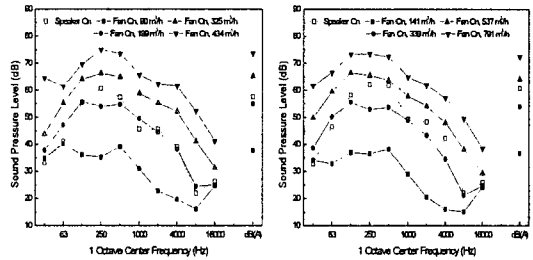 Speaker On Fan On, 90 m³/h Fan On, 325 m³/h
Fan On, 199 m³/h Fan On, 434 m³/h
Sound Pressure Level (dB)
90
80
70
60
50
40
30
20
10
63 250 1000 4000 16000 dB(A)
1 Octave Center Frequency (Hz)
Speaker On Fan On, 141 m³/h Fan On, 537 m³/h
Fan On, 339 m³/h Fan On, 791 m³/h
Sound Pressure Level (dB)
90
80
70
60
50
40
30
20
10
63 250 1000 4000 16000 dB(A)
1 Octave Center Frequency (Hz)